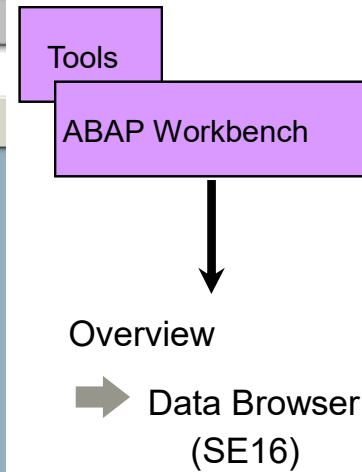 Tools
ABAP Workbench
Overview
Data Browser
(SE16)